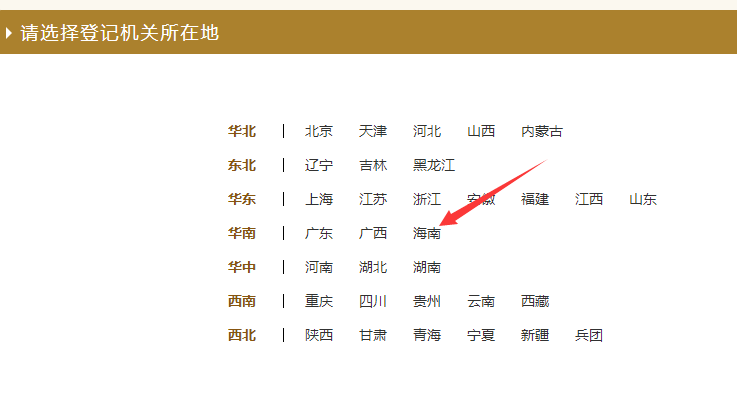 请选择登记机关所在地
华北 北京 天津 河北 山西 内蒙古
东北 辽宁 吉林 黑龙江
华东 上海 江苏 浙江 安徽 福建 江西 山东
华南 广东 广西 海南
华中 河南 湖北 湖南
西南 重庆 四川 贵州 云南 西藏
西北 陕西 甘肃 青海 宁夏 新疆 兵团